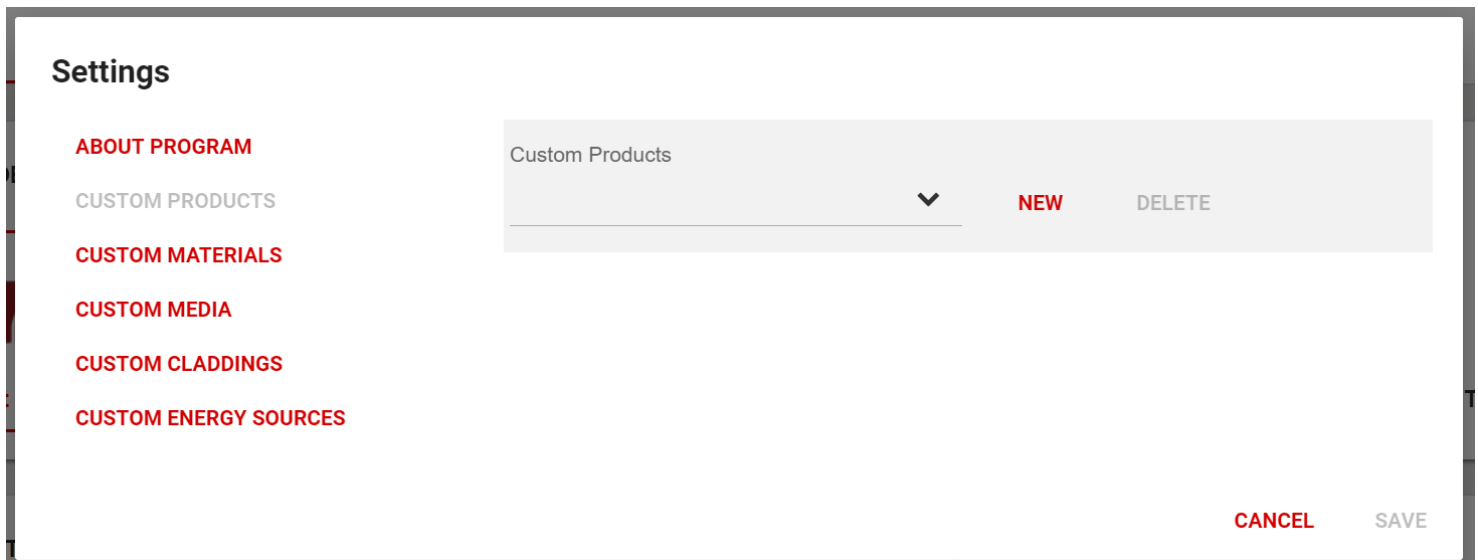 Settings
ABOUT PROGRAM
CUSTOM PRODUCTS
CUSTOM MATERIALS
CUSTOM MEDIA
CUSTOM CLADDINGS
CUSTOM ENERGY SOURCES
Custom Products
NEW DELETE
CANCEL SAVE